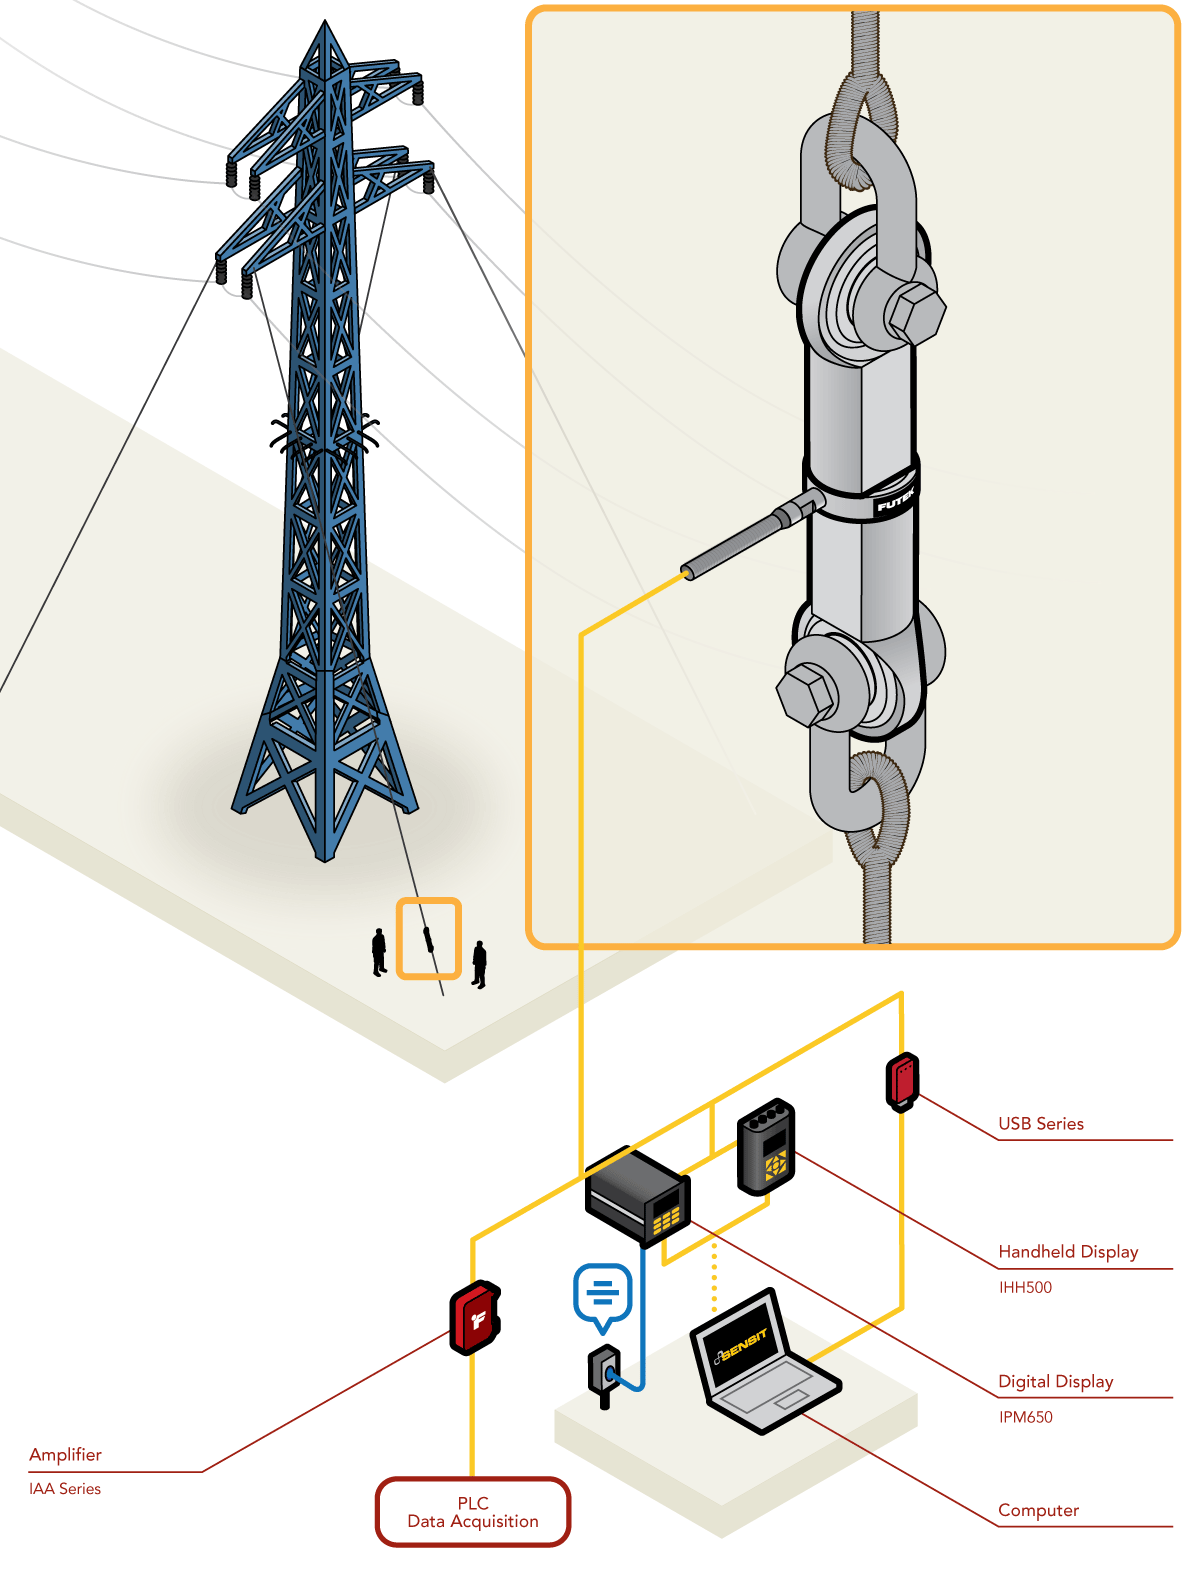 FUTEK
USB Series
Handheld Display
IHH500
SENSIT
Digital Display
IPM650
Amplifier
IAA Series
PLC
Data Acquisition
Computer